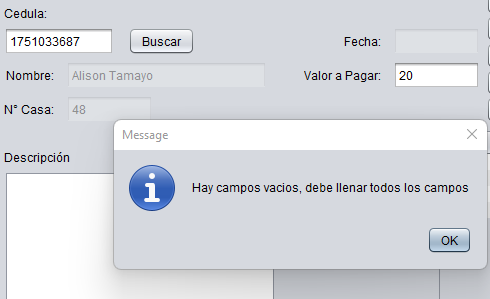 Cedula:
1751033687 Buscar Fecha:
Nombre: Alison Tamayo Valor a Pagar: 20
N° Casa: 48
Message
Descripción
Hay campos vacios, debe llenar todos los campos
OK